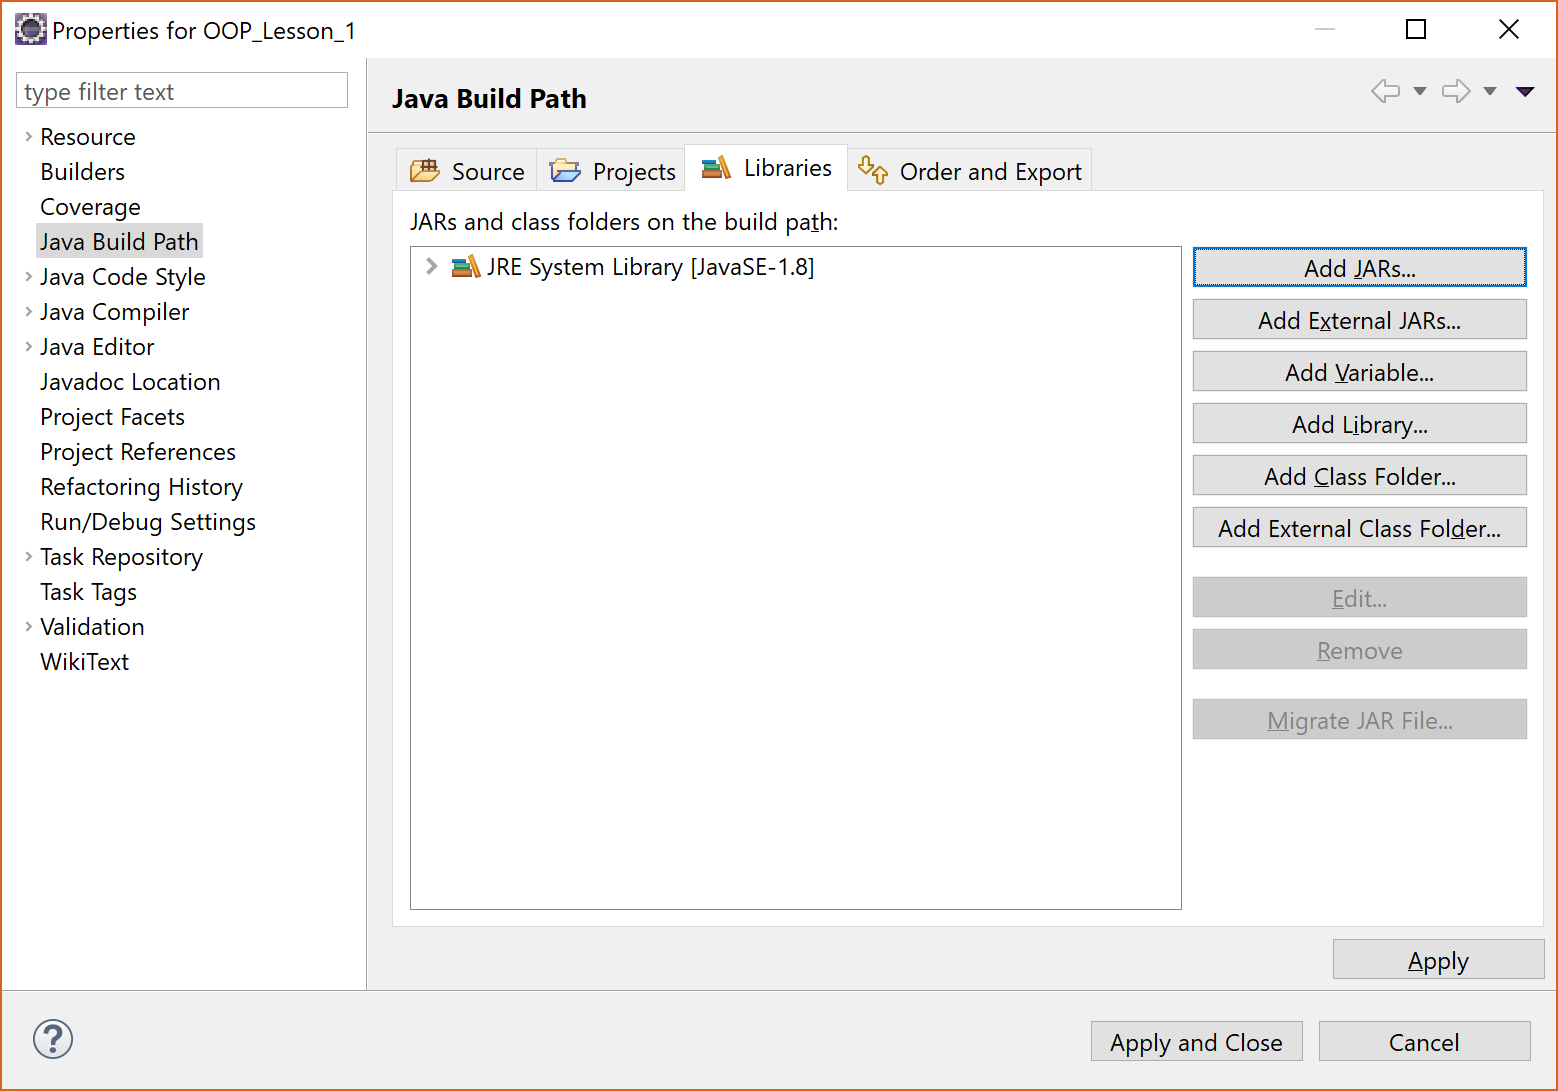 Properties for OOP_Lesson_1
type filter text
Resource
Builders
Coverage
Java Build Path
Java Code Style
Java Compiler
Java Editor
Javadoc Location
Project Facets
Project References
Refactoring History
Run/Debug Settings
Task Repository
Task Tags
Validation
WikiText
Java Build Path
Source Projects Libraries Order and Export
JARs and class folders on the build path:
JRE System Library [JavaSE-1.8]
Add JARs...
Add External JARs...
Add Variable...
Add Library...
Add Class Folder...
Add External Class Folder...
Edit...
Remove
Migrate JAR File...
Apply
?
Apply and Close Cancel